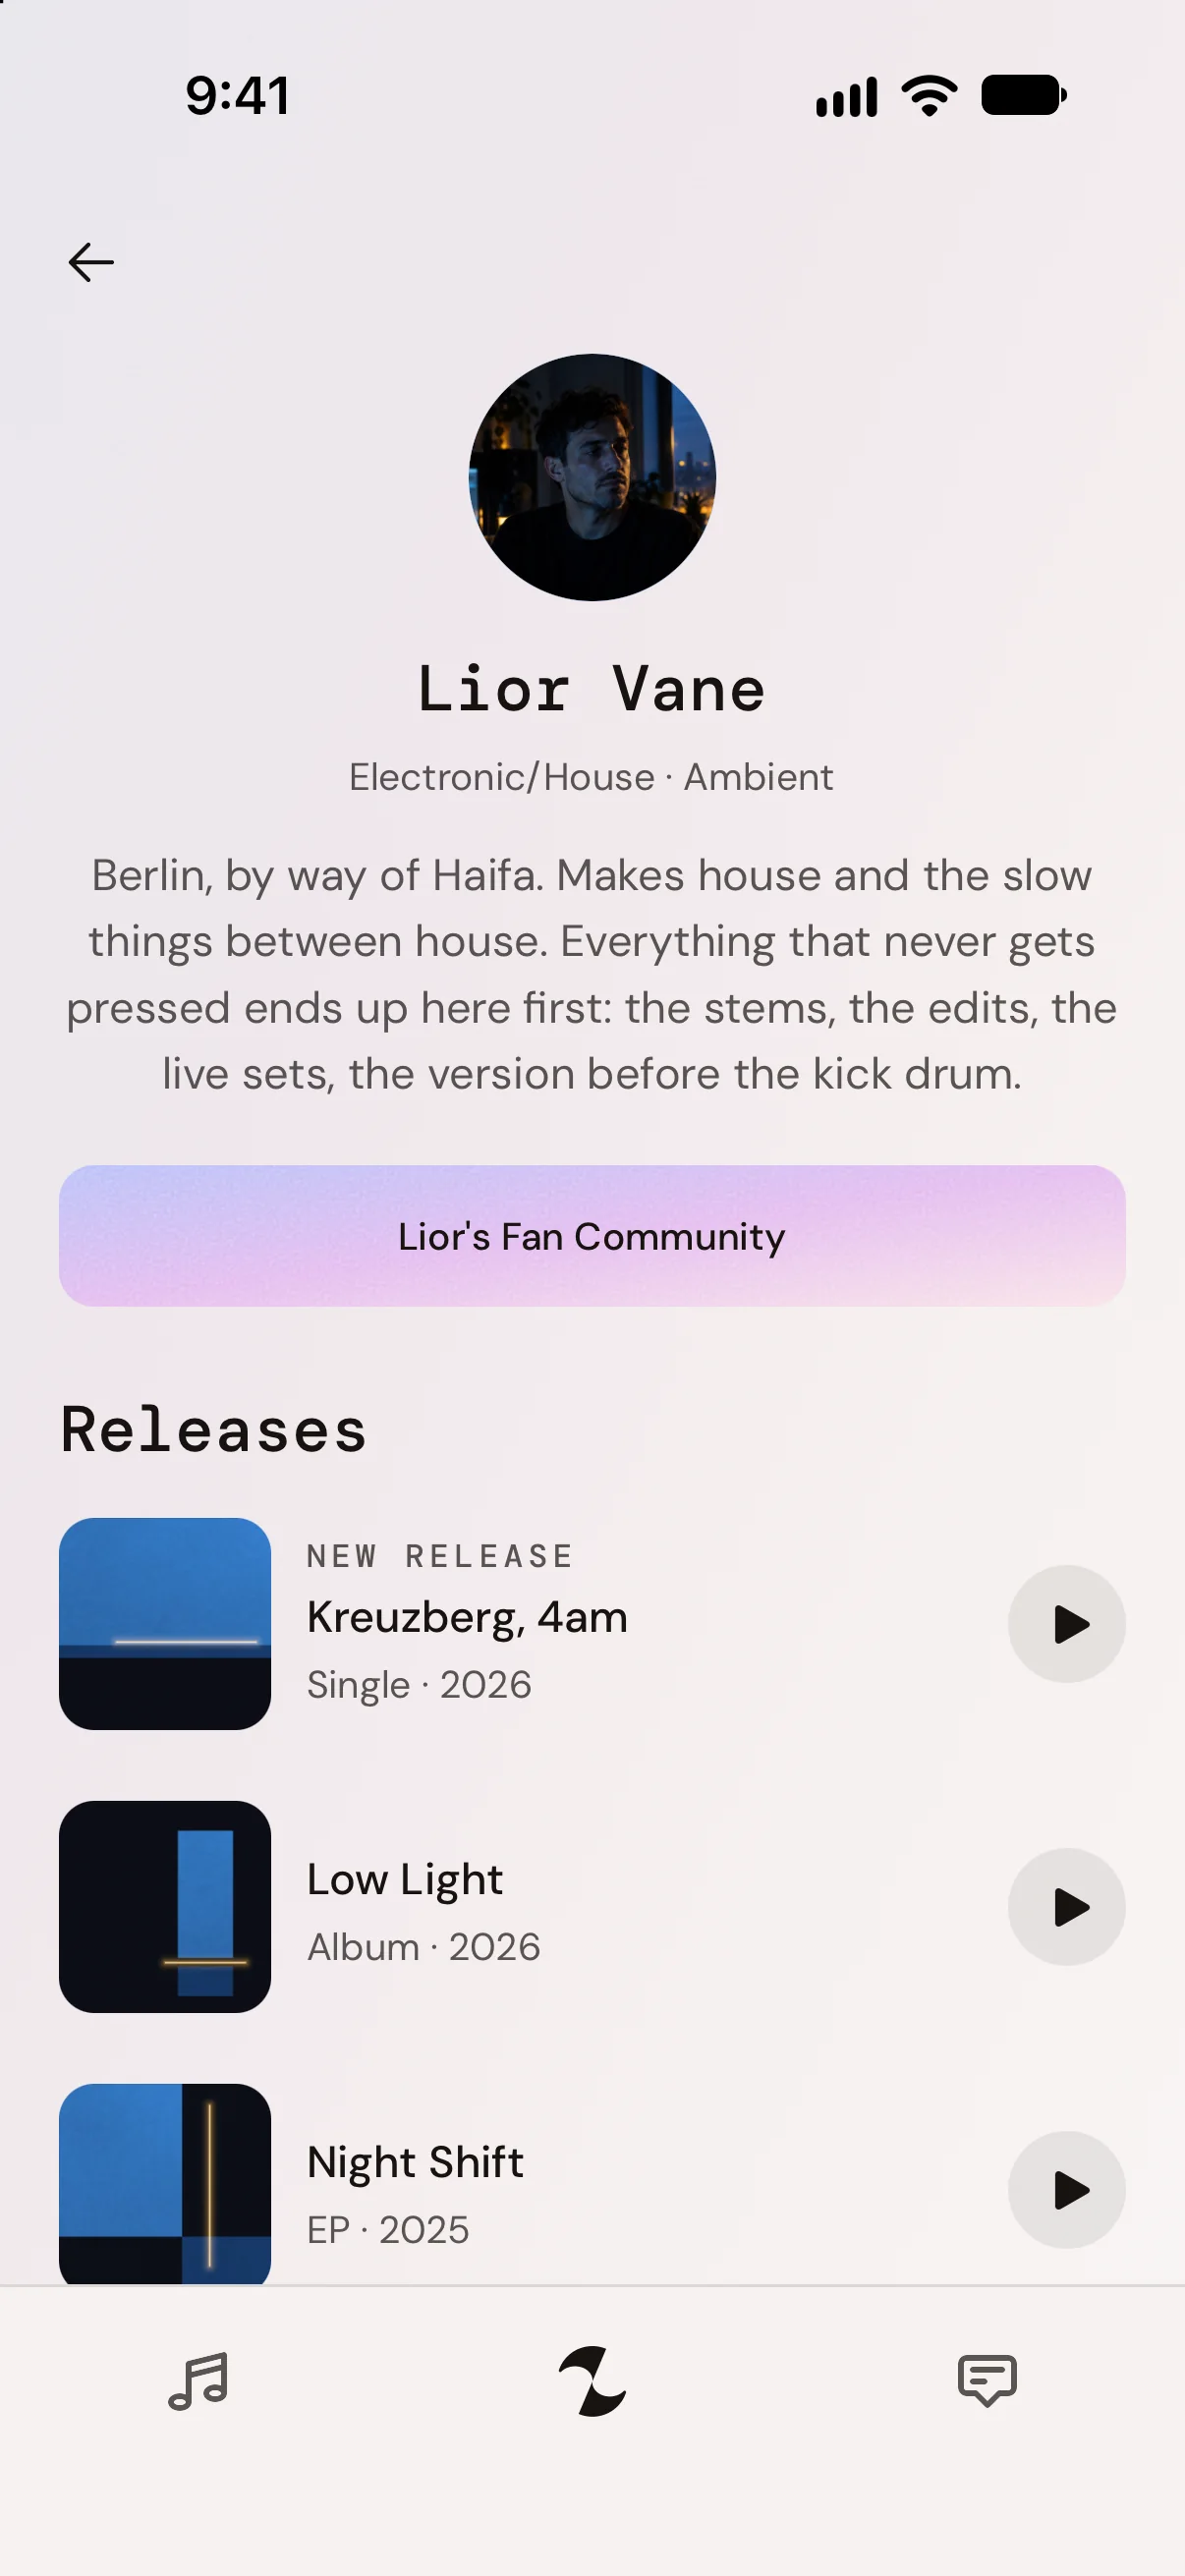 9:41
Lior Vane
Electronic/House · Ambient
Berlin, by way of Haifa. Makes house and the slow
things between house. Everything that never gets
pressed ends up here first: the stems, the edits, the
live sets, the version before the kick drum.
Lior's Fan Community
Releases
NEW RELEASE
Kreuzberg, 4am
Single · 2026
Low Light
Album · 2026
Night Shift
EP · 2025